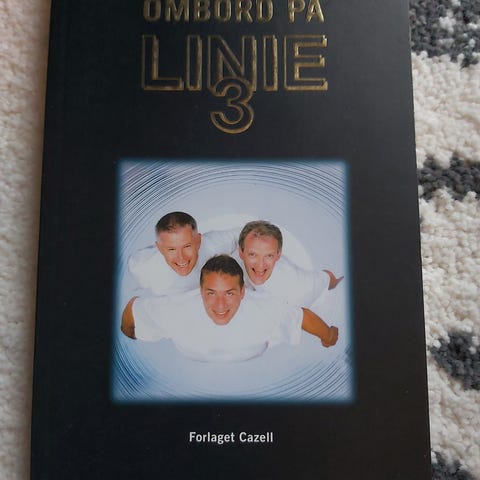 OMBORD PÅ
LINIE
3
Forlaget Cazell